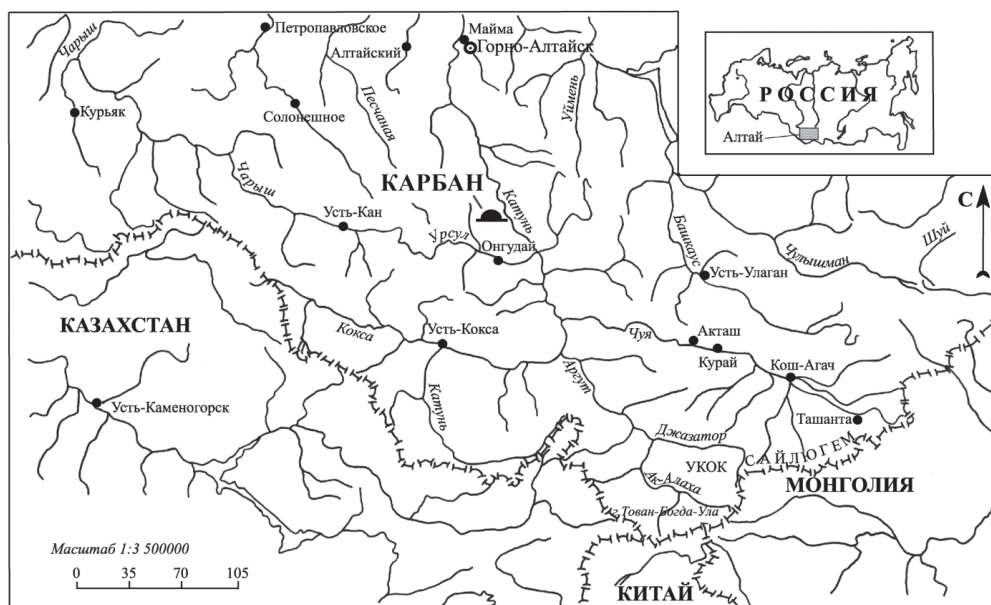 Чарыш
Петропавловское
Майма
Горно-Алтайск
Алтайский
Курьяк
Солонешное
Песчаная
Уймень
РОССИЯ
Алтай
Чарыш
КАРБАН
Катунь
С
Усть-Кан
Урсул
Онгудай
Башкаус
Усть-Улаган
Чулышман
Шуй
КАЗАХСТАН
Кокса
Усть-Кокса
Чуя
Акташ
Курай
Кош-Агач
Аргут
Катунь
Усть-Каменогорск
Ташанта
Джазатор
САЙЛЮГЕМ
УКОК
Ак-Алаха
МОНГОЛИЯ
г.Тован-Богда-Ула
Масштаб 1:3 500000
0 35 70 105
КИТАЙ